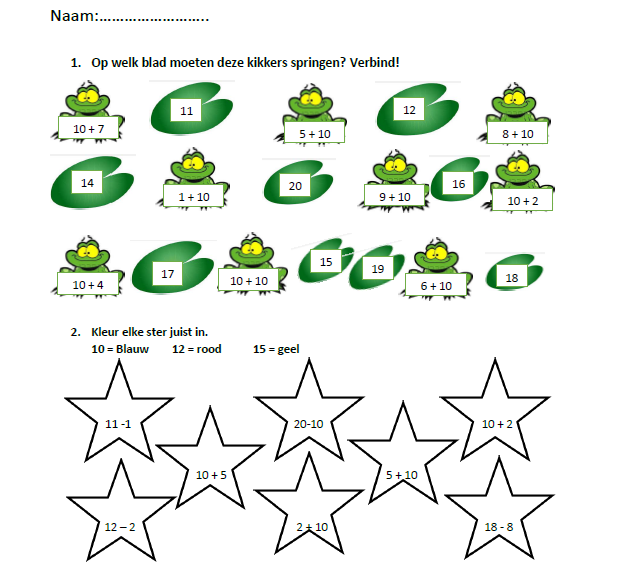 Naam:……………………..
1. Op welk blad moeten deze kikkers springen? Verbind!
10 + 7
11
5 + 10
12
8 + 10
14
1 + 10
20
9 + 10
16
10 + 2
10 + 4
17
10 + 10
15
19
6 + 10
18
2. Kleur elke ster juist in.
10 = Blauw 12 = rood 15 = geel
11 -1
20-10
10 + 2
10 + 5
5 + 10
12 – 2
2 + 10
18 - 8